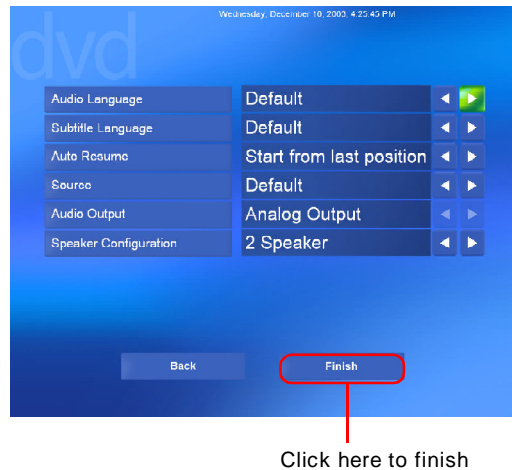 Wednesday, December 10, 2003, 4:25:45 PM
dvd
Audio Language Default
Subtitle Language Default
Auto Resume Start from last position
Source Default
Audio Output Analog Output
Speaker Configuration 2 Speaker
Back Finish
Click here to finish